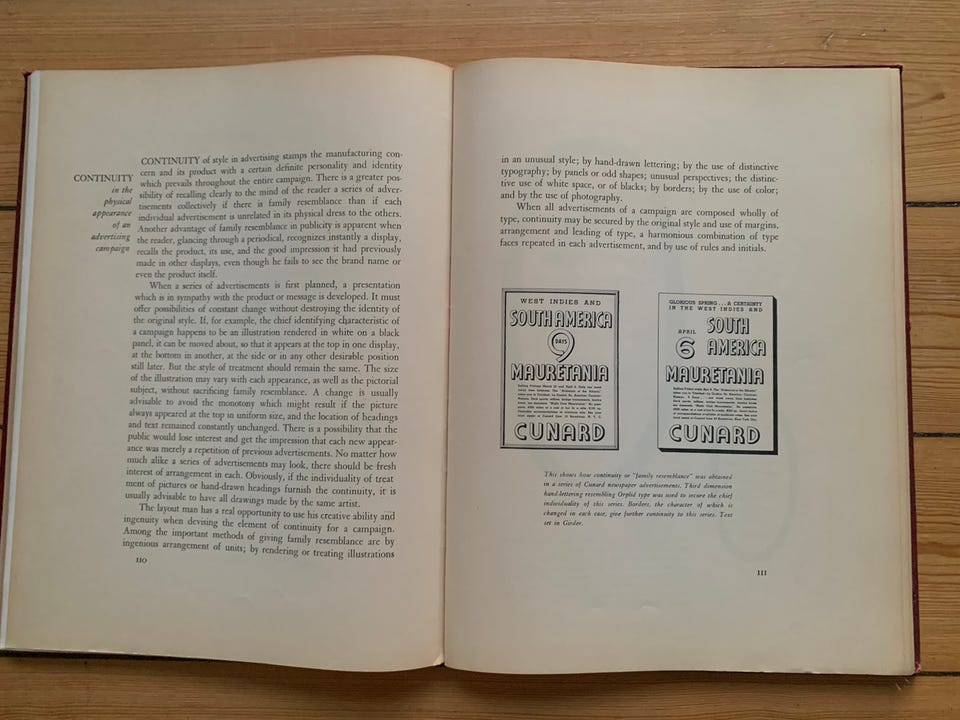 CONTINUITY
in the
physical
appearance
of an
advertising
campaign
CONTINUITY of style in advertising stamps the manufacturing con-
cern and its product with a certain definite personality and identity
which prevails throughout the entire campaign. There is a greater pos-
sibility of recalling clearly to the mind of the reader a series of adver-
tisements collectively if there is family resemblance than if each
individual advertisement is unrelated in its physical dress to the others.
Another advantage of family resemblance in publicity is apparent when
the reader, glancing through a periodical, recognizes instantly a display,
recalls the product, its use, and the good impression it had previously
made in other displays, even though he fails to see the brand name or
even the product itself.
When a series of advertisements is first planned, a presentation
which is in sympathy with the product or message is developed. It must
offer possibilities of constant change without destroying the identity of
the original style. If, for example, the chief identifying characteristic of
a campaign happens to be an illustration rendered in white on a black
panel, it can be moved about, so that it appears at the top in one display,
at the bottom in another, at the side or in any other desirable position
still later. But the style of treatment should remain the same. The size
of the illustration may vary with each appearance, as well as the pictorial
subject, without sacrificing family resemblance. A change is usually
advisable to avoid the monotony which might result if the picture
always appeared at the top in uniform size, and the location of headings
and text remained constantly unchanged. There is a possibility that the
public would lose interest and get the impression that each new appear-
ance was merely a repetition of previous advertisements. No matter how
much alike a series of advertisements may look, there should be fresh
interest of arrangement in each. Obviously, if the individuality of treat
ment of pictures or hand-drawn headings furnish the continuity, it is
usually advisable to have all drawings made by the same artist.
The layout man has a real opportunity to use his creative ability and
ingenuity when devising the element of continuity for a campaign.
Among the important methods of giving family resemblance are by
ingenious arrangement of units; by rendering or treating illustrations
110
in an unusual style; by hand-drawn lettering; by the use of distinctive
typography; by panels or odd shapes; unusual perspectives; the distinc-
tive use of white space, or of blacks; by borders; by the use of color;
and by the use of photography.
When all advertisements of a campaign are composed wholly of
type, continuity may be secured by the original style and use of margins,
arrangement and leading of type, a harmonious combination of type
faces repeated in each advertisement, and by use of rules and initials.
WEST INDIES AND
SOUTH AMERICA
9 DAYS
MAURETANIA
CUNARD
GLORIOUS SPRING...A CERTAINTY
IN THE WEST INDIES AND
APRIL
6
SOUTH
AMERICA
MAURETANIA
CUNARD
This shows how continuity or "family resemblance" was obtained
in a series of Cunard newspaper advertisements. Third dimension
hand-lettering resembling Orplid type was used to secure the chief
individuality of this series. Borders, the character of which is
changed in each case, give further continuity to this series. Text
set in Girder.
111